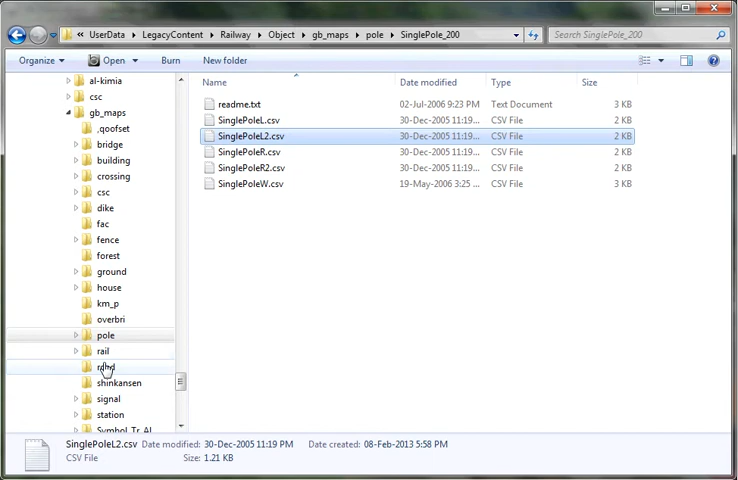 « UserData ▸ LegacyContent ▸ Railway ▸ Object ▸ gb_maps ▸ pole ▸ SinglePole_200
Search SinglePole_200
Organize Open Burn New folder
Name Date modified Type Size
al-kimia
csc
gb_maps
.qoofset
bridge
building
crossing
csc
dike
fac
fence
forest
ground
house
km_p
overbri
pole
rail
shinkansen
signal
station
Symbol_Tr_Al
readme.txt 02-Jul-2006 9:23 PM Text Document 3 KB
SinglePoleL.csv 30-Dec-2005 11:19... CSV File 2 KB
SinglePoleL2.csv 30-Dec-2005 11:19... CSV File 2 KB
SinglePoleR.csv 30-Dec-2005 11:19... CSV File 2 KB
SinglePoleR2.csv 30-Dec-2005 11:19... CSV File 2 KB
SinglePoleW.csv 19-May-2006 3:25 ... CSV File 3 KB
SinglePoleL2.csv Date modified: 30-Dec-2005 11:19 PM Date created: 08-Feb-2013 5:58 PM
CSV File Size: 1.21 KB